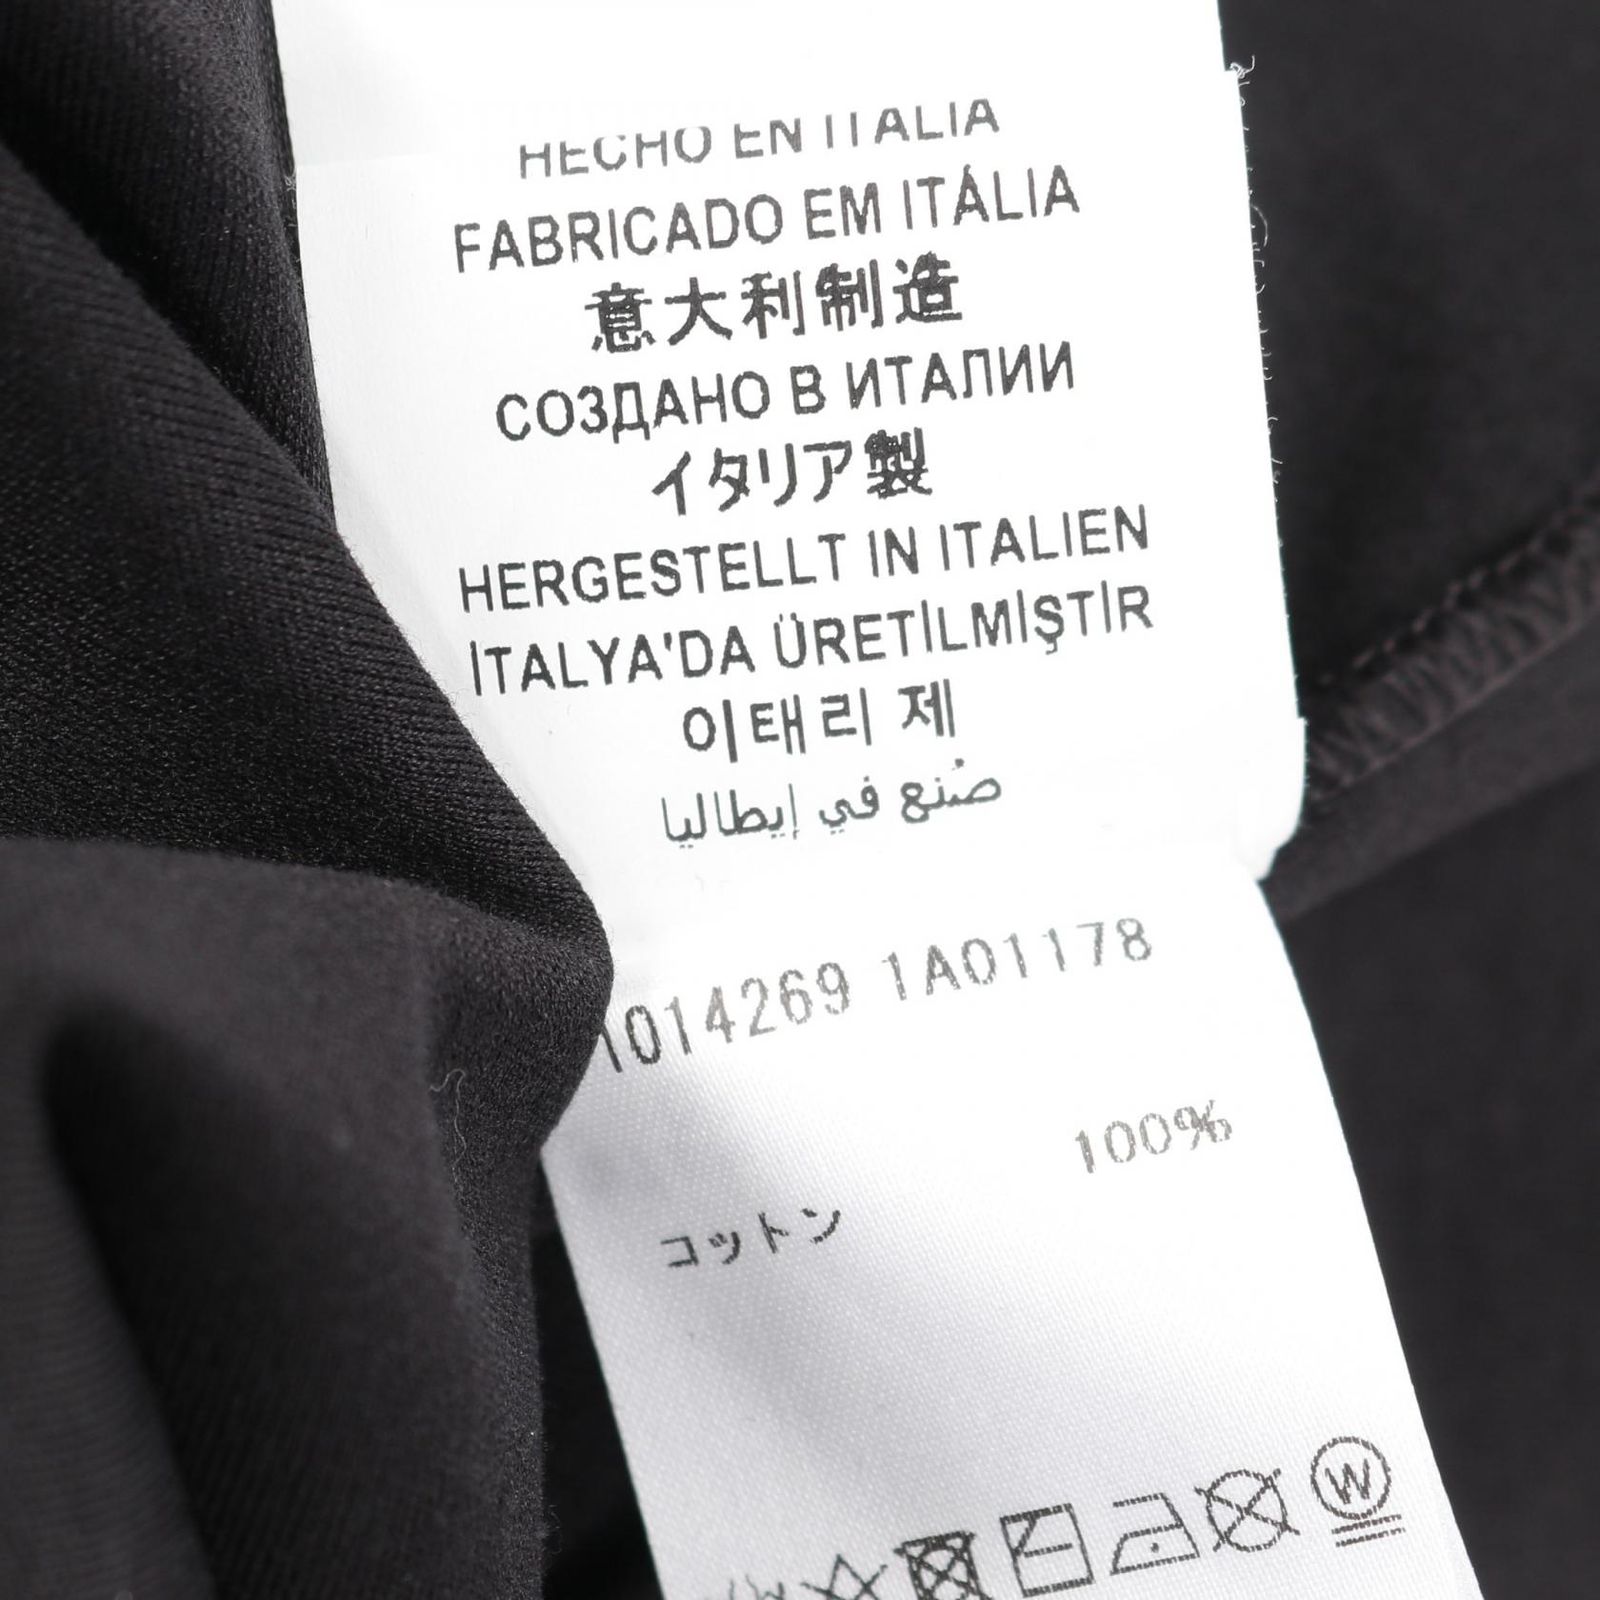 HECHO EN ITALIA
FABRICADO EM ITÁLIA
意大利制造
СОЗДАНО В ИТАЛИИ
イタリア製
HERGESTELLT IN ITALIEN
İTALYA'DA ÜRETİLMİŞTİR
이태리 제
صُنع في إيطاليا
1014269 1A01178
100%
コットン
W